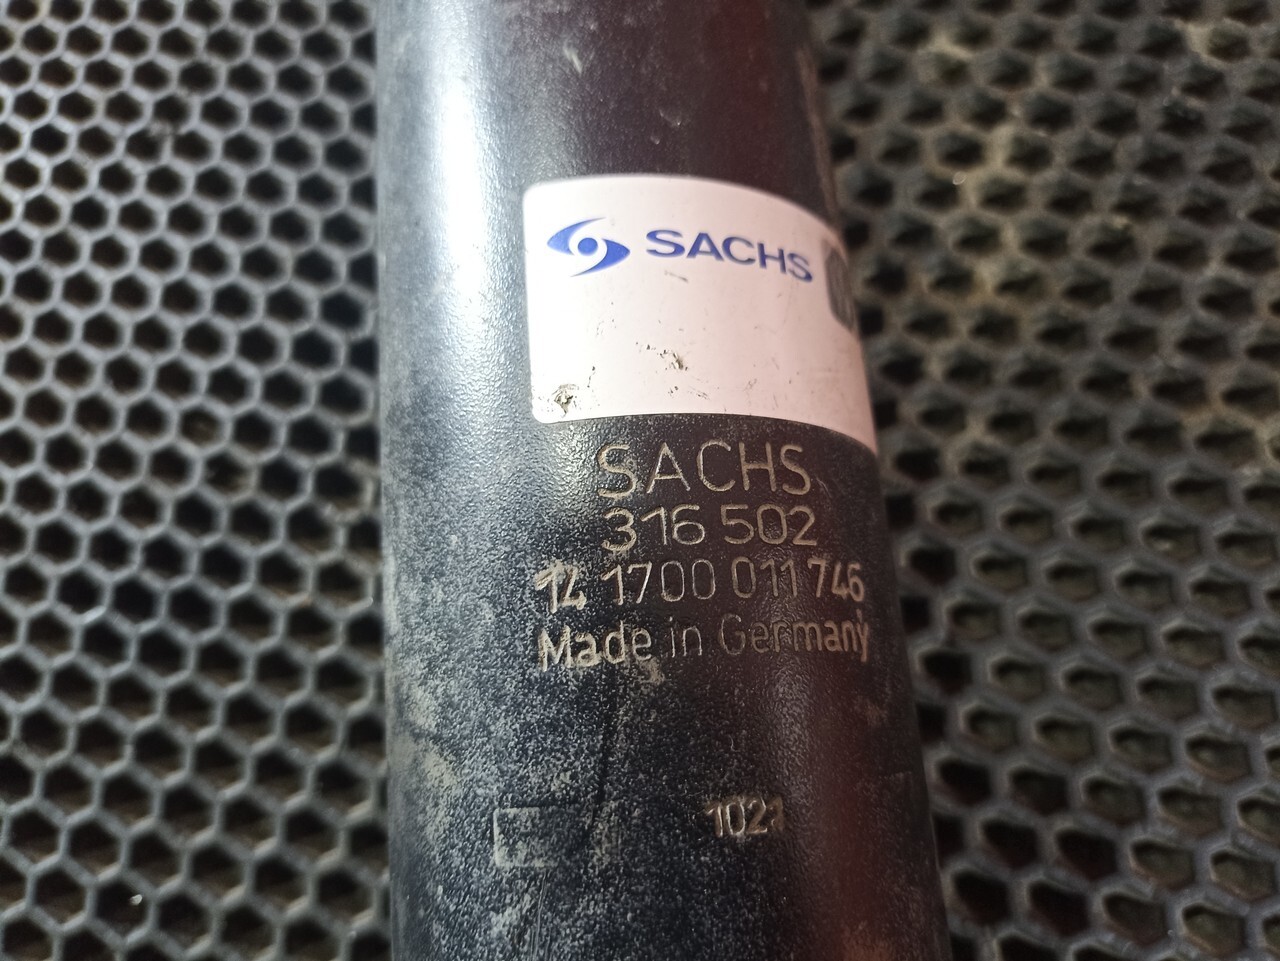 SACHS
SACHS
316 502
14 1700 011 746
Made in Germany
1021